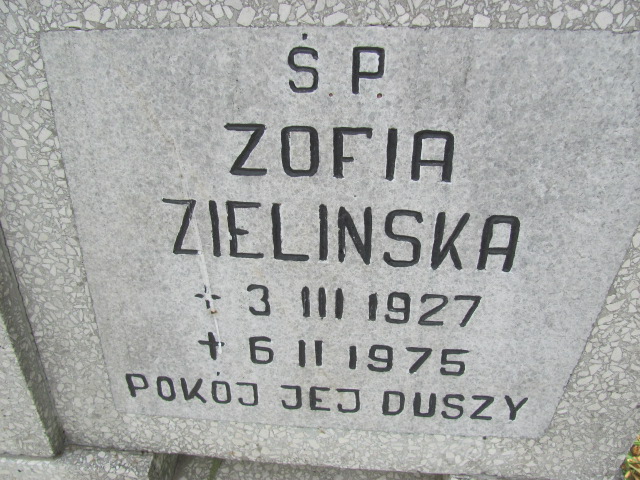 Ś. P.
ZOFIA
ZIELINSKA
+ 3 III 1927
+ 6 II 1975
POKÓJ JEJ DUSZY